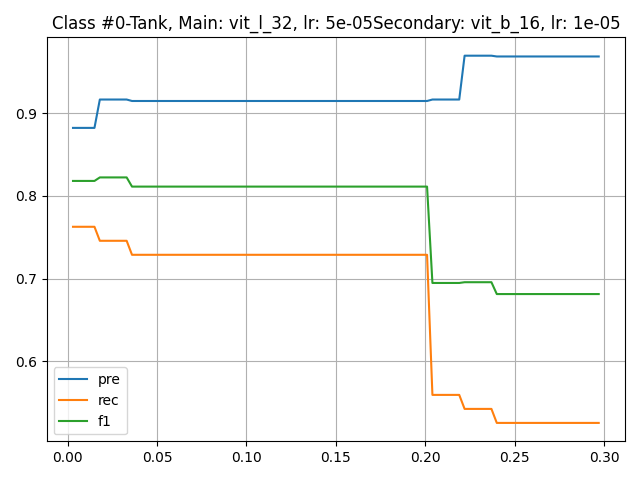 Class #0-Tank, Main: vit_l_32, lr: 5e-05Secondary: vit_b_16, lr: 1e-05
0.9
0.8
0.7
0.6
pre
rec
f1
0.00 0.05 0.10 0.15 0.20 0.25 0.30